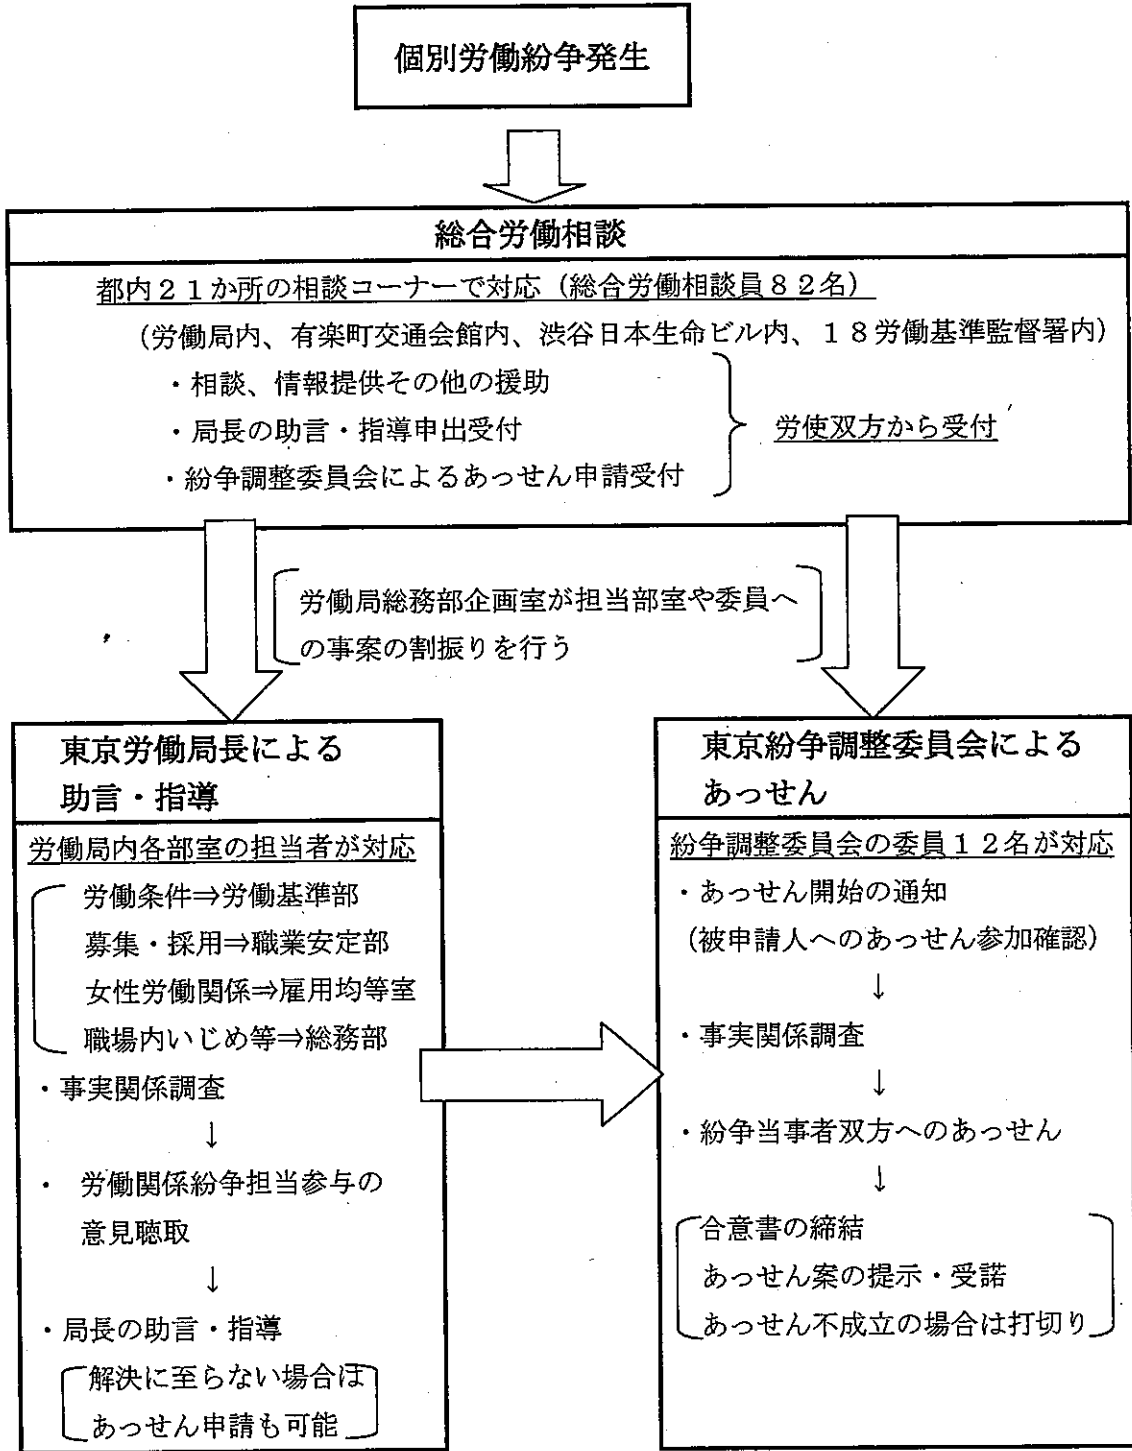 個別労働紛争発生
総合労働相談
都内21か所の相談コーナーで対応（総合労働相談員82名）
（労働局内、有楽町交通会館内、渋谷日本生命ビル内、18労働基準監督署内）
・相談、情報提供その他の援助
・局長の助言・指導申出受付
・紛争調整委員会によるあっせん申請受付
労使双方から受付
労働局総務部企画室が担当部室や委員へ
の事案の割振りを行う
東京労働局長による
助言・指導
労働局内各部室の担当者が対応
労働条件⇒労働基準部
募集・採用⇒職業安定部
女性労働関係⇒雇用均等室
職場内いじめ等⇒総務部
・事実関係調査
↓
・ 労働関係紛争担当参与の
意見聴取
↓
・局長の助言・指導
解決に至らない場合は
あっせん申請も可能
東京紛争調整委員会による
あっせん
紛争調整委員会の委員12名が対応
・あっせん開始の通知
（被申請人へのあっせん参加確認）
↓
・事実関係調査
↓
・紛争当事者双方へのあっせん
↓
合意書の締結
あっせん案の提示・受諾
あっせん不成立の場合は打切り